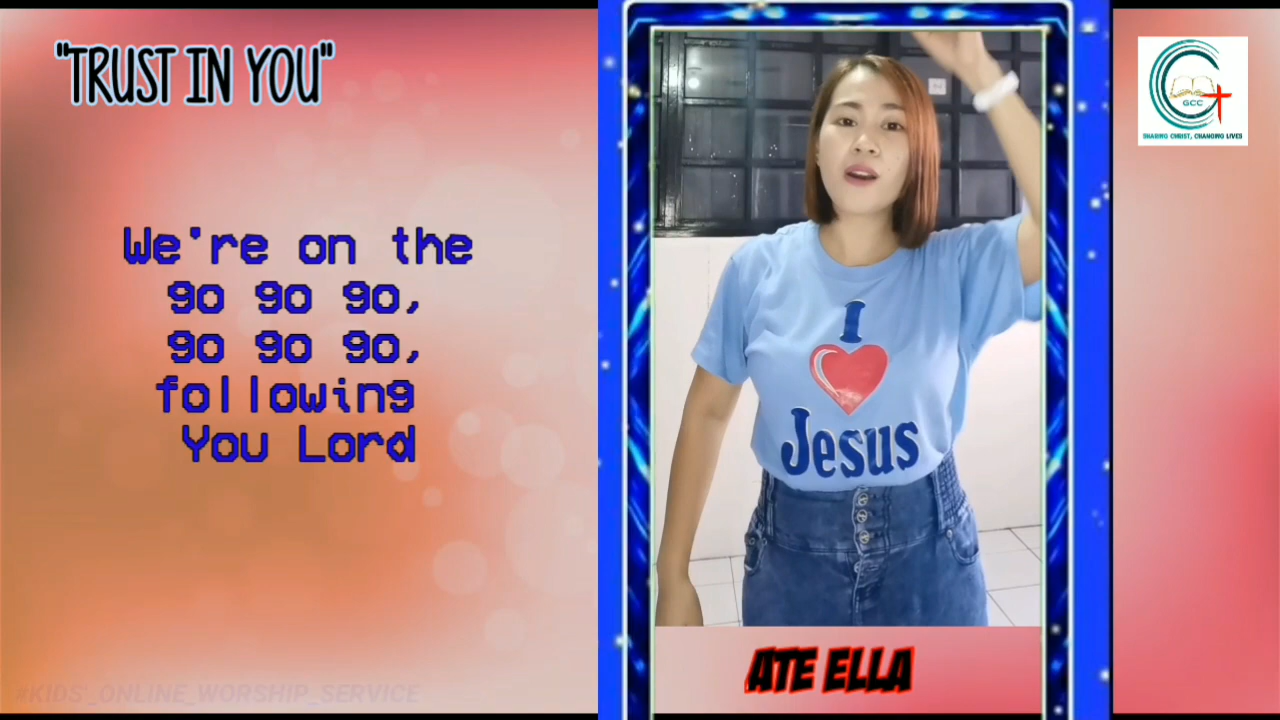 "TRUST IN YOU"
We're on the
go go go,
go go go,
following
You Lord
#KIDS_ONLINE_WORSHIP_SERVICE
I
Jesus
ATE ELLA
GCC
SHARING CHRIST, CHANGING LIVES